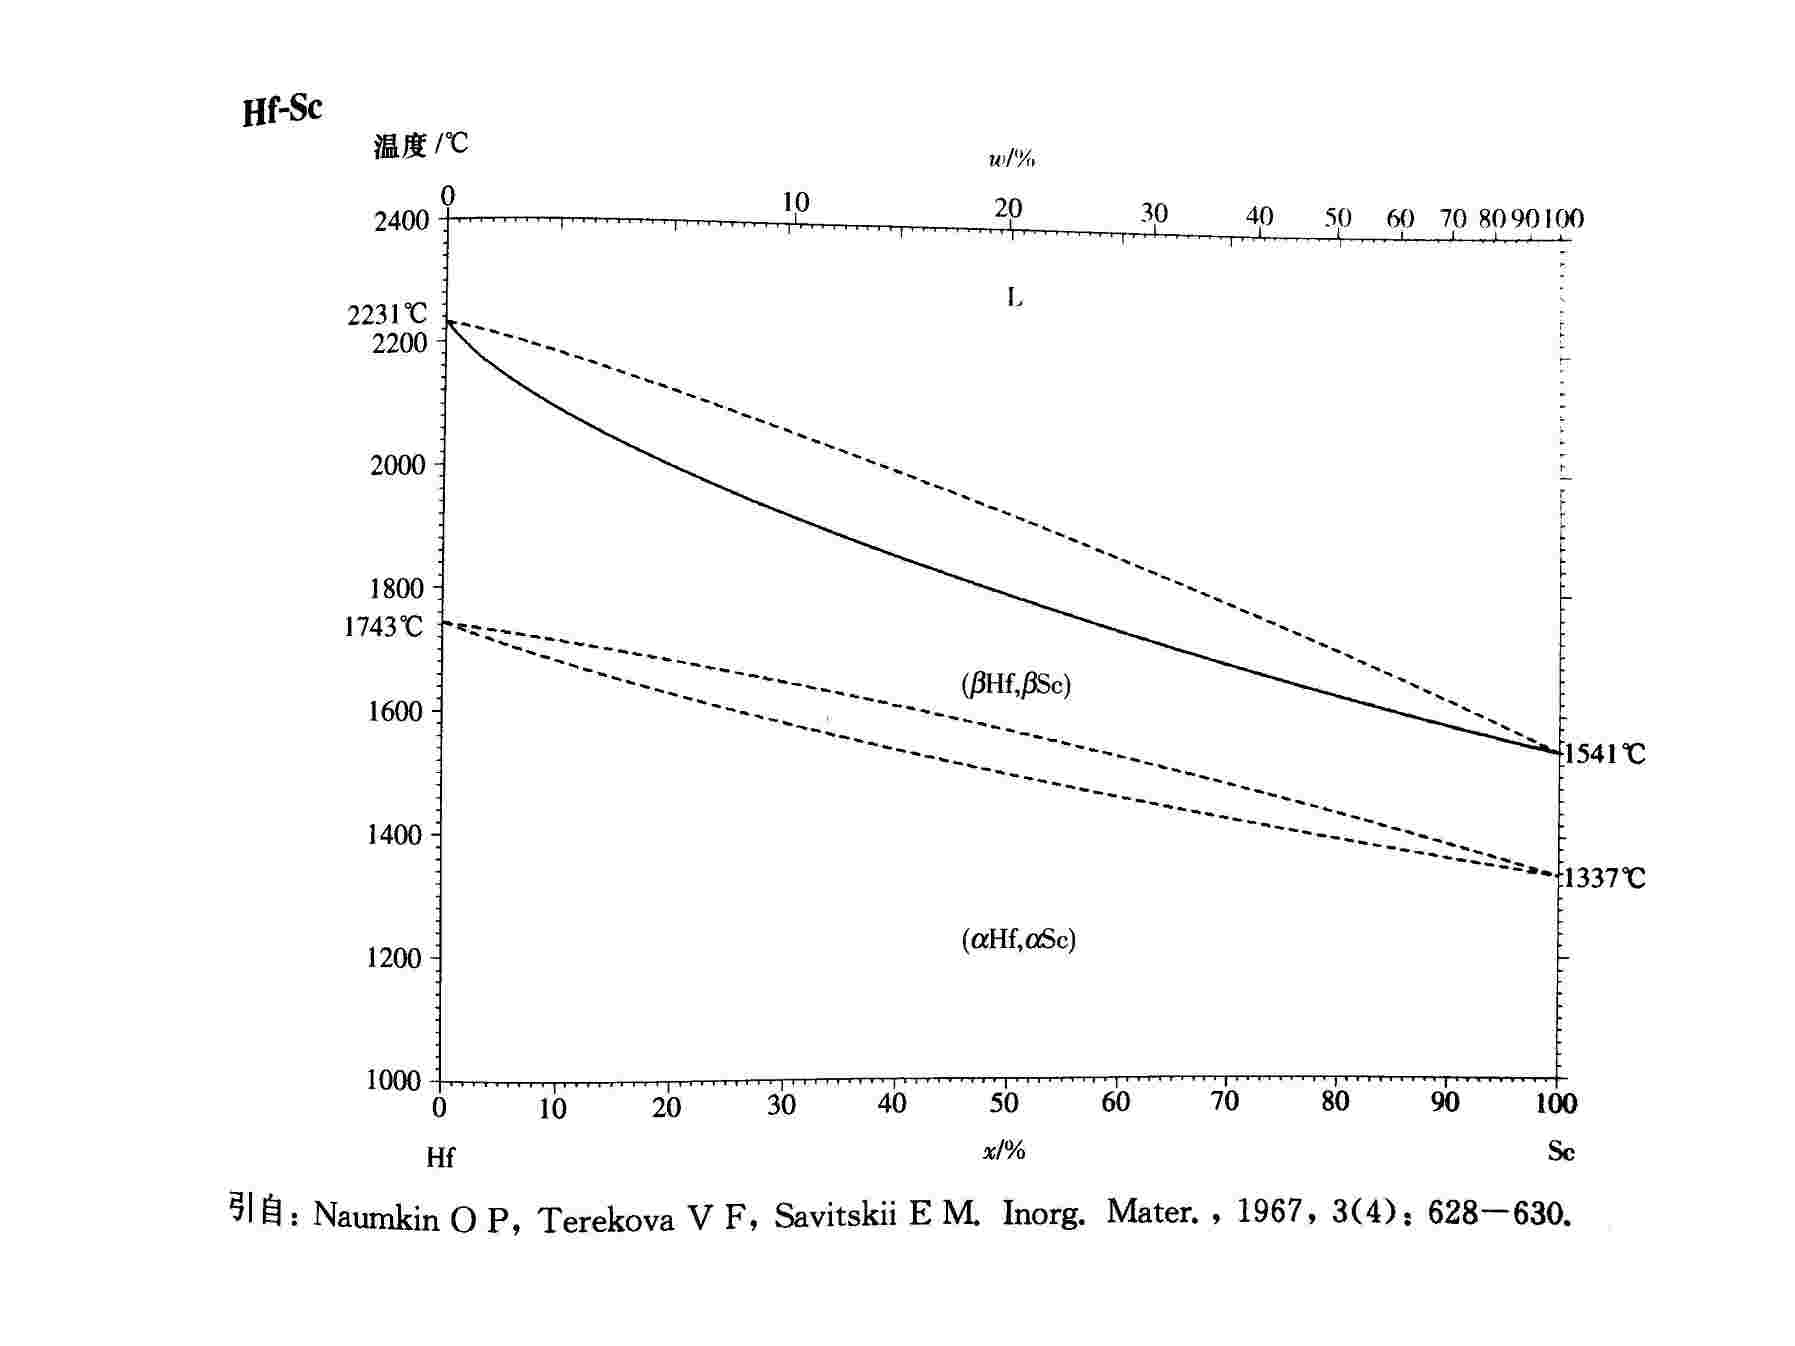 Hf-Sc
温度/℃
w/%
0 10 20 30 40 50 60 70 80 90 100
2400
L
2231℃
2200
2000
1800
1743℃
(βHf,βSc)
1600
1541℃
1400
1337℃
(αHf,αSc)
1200
1000
0 10 20 30 40 50 60 70 80 90 100
Hf x/% Sc
引自: Naumkin O P, Terekova V F, Savitskii E M. Inorg. Mater., 1967, 3(4): 628—630.